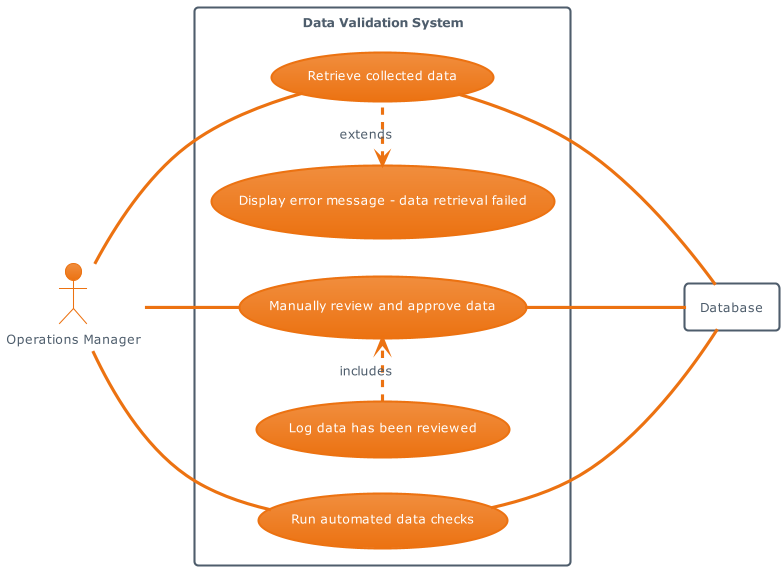 Data Validation System
Retrieve collected data
extends
Display error message - data retrieval failed
Manually review and approve data
Database
Operations Manager
includes
Log data has been reviewed
Run automated data checks